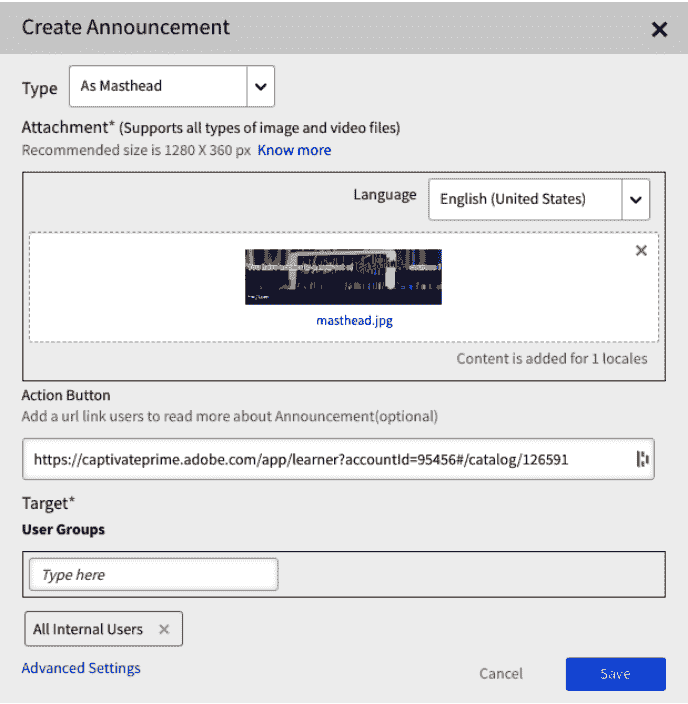 Create Announcement
Type
As Masthead
Attachment* (Supports all types of image and video files)
Recommended size is 1280 X 360 px Know more
Language
English (United States)
masthead.jpg
Content is added for 1 locales
Action Button
Add a url link users to read more about Announcement(optional)
https://captivateprime.adobe.com/app/learner?accountId=95456#/catalog/126591
Target*
User Groups
Type here
All Internal Users
Advanced Settings
Cancel
Save